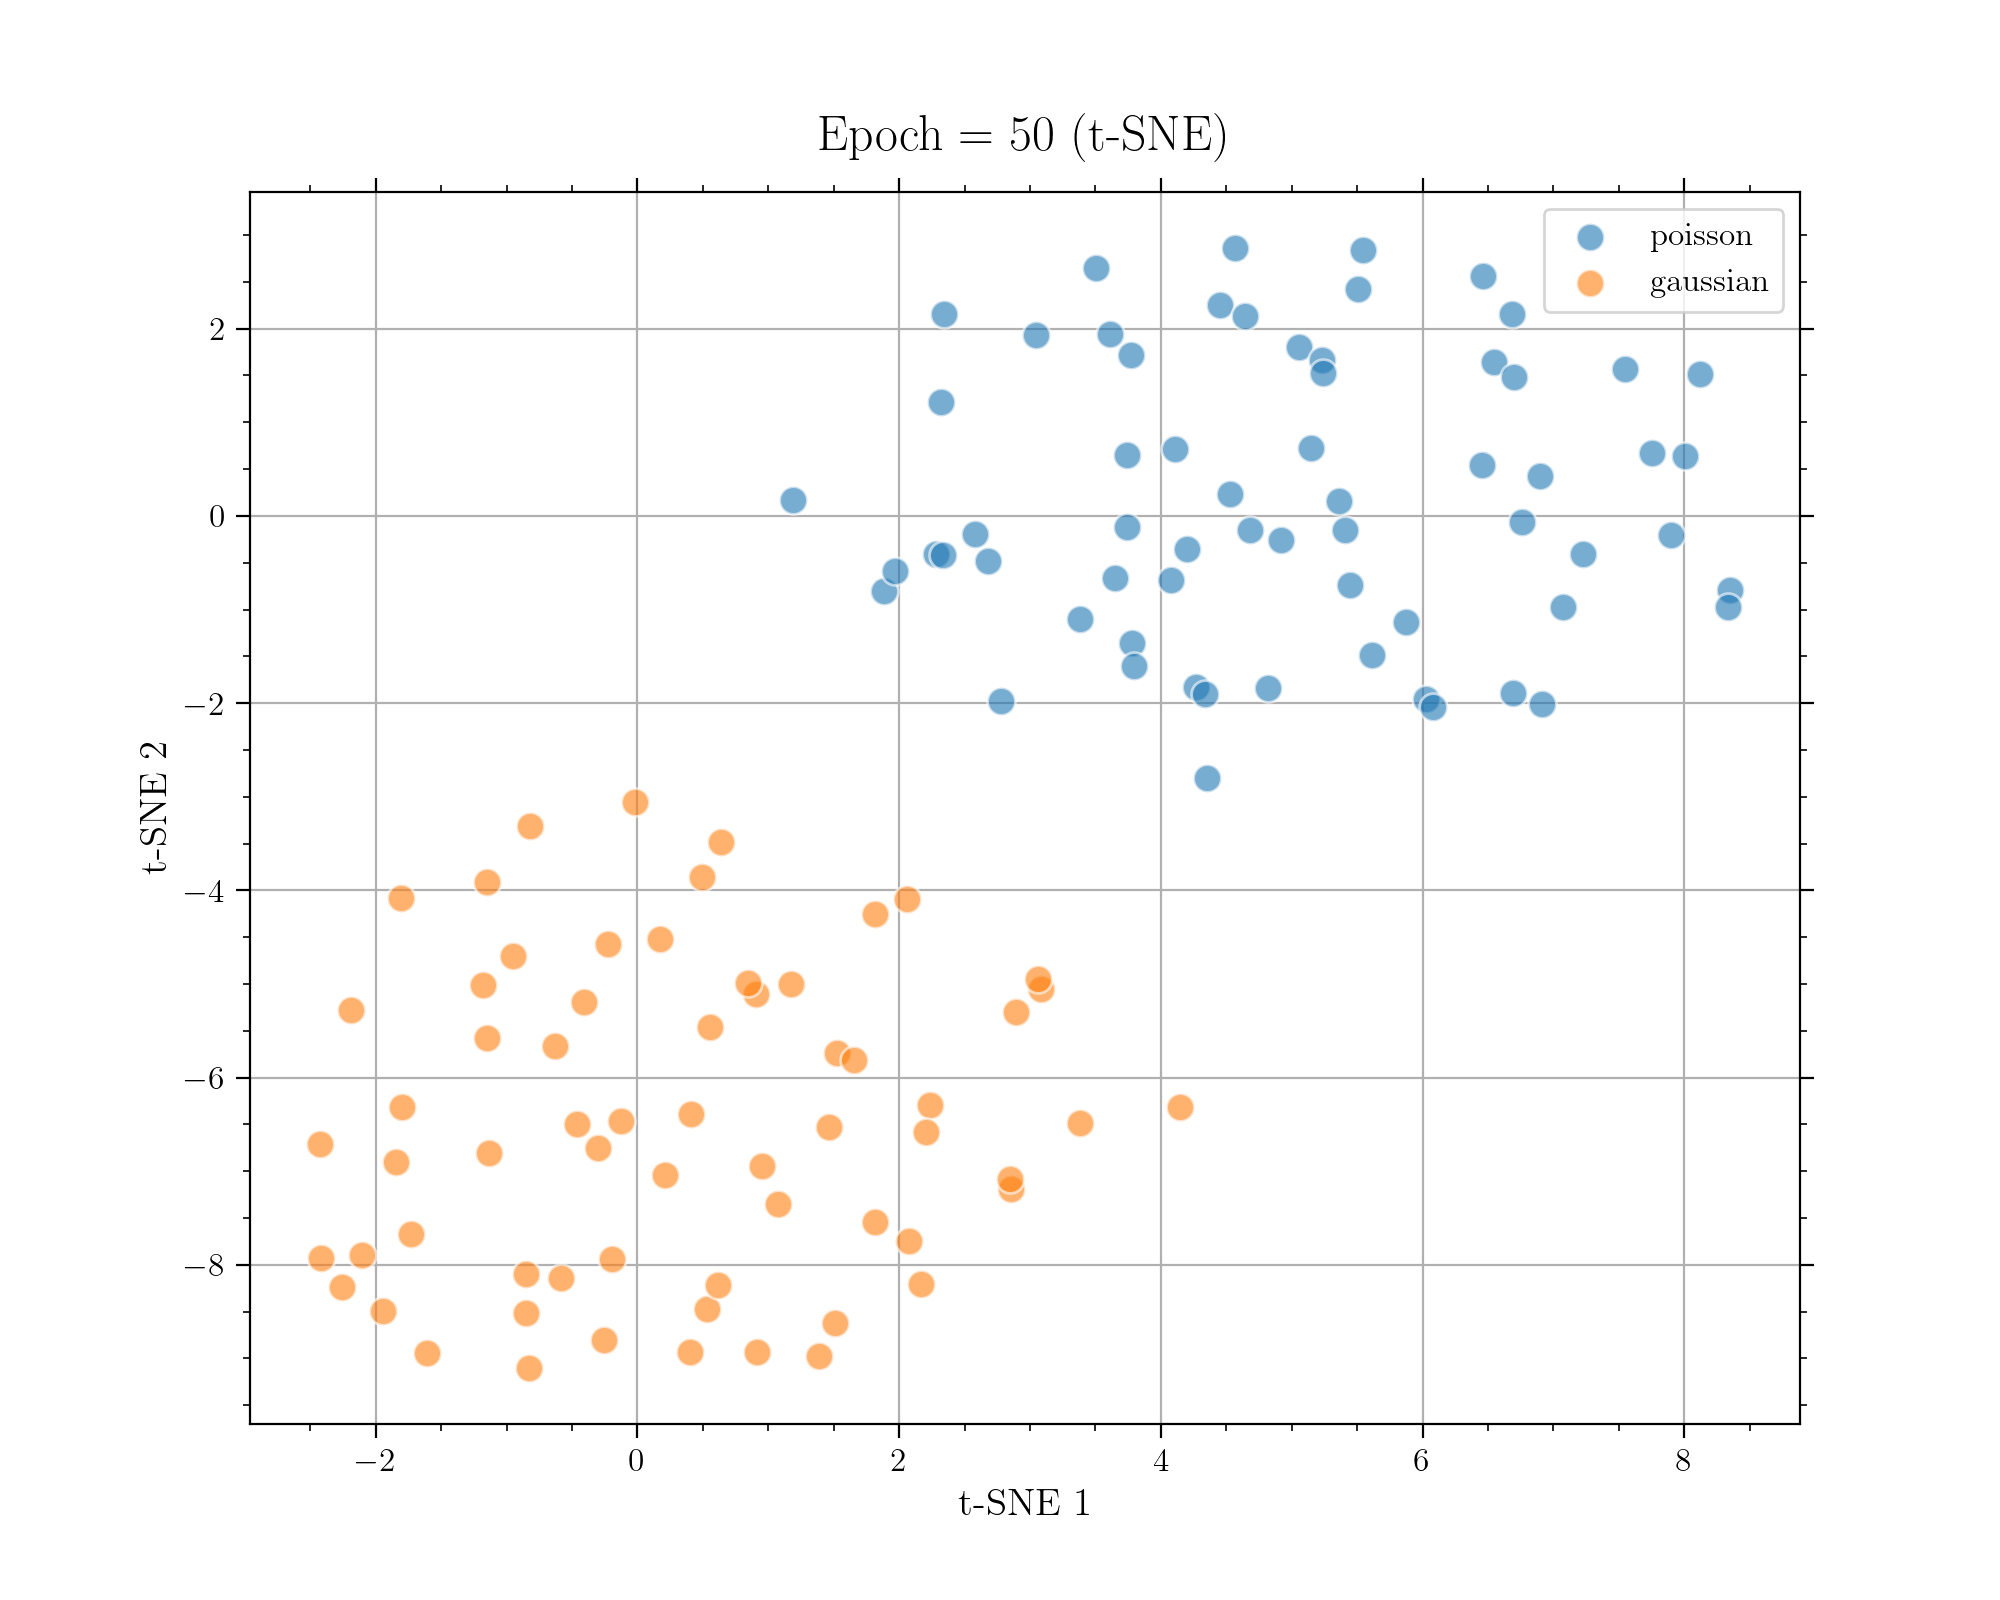 Epoch = 50 (t-SNE)
poisson
gaussian
2
0
−2
−4
−6
−8
t-SNE 2
−2 0 2 4 6 8
t-SNE 1